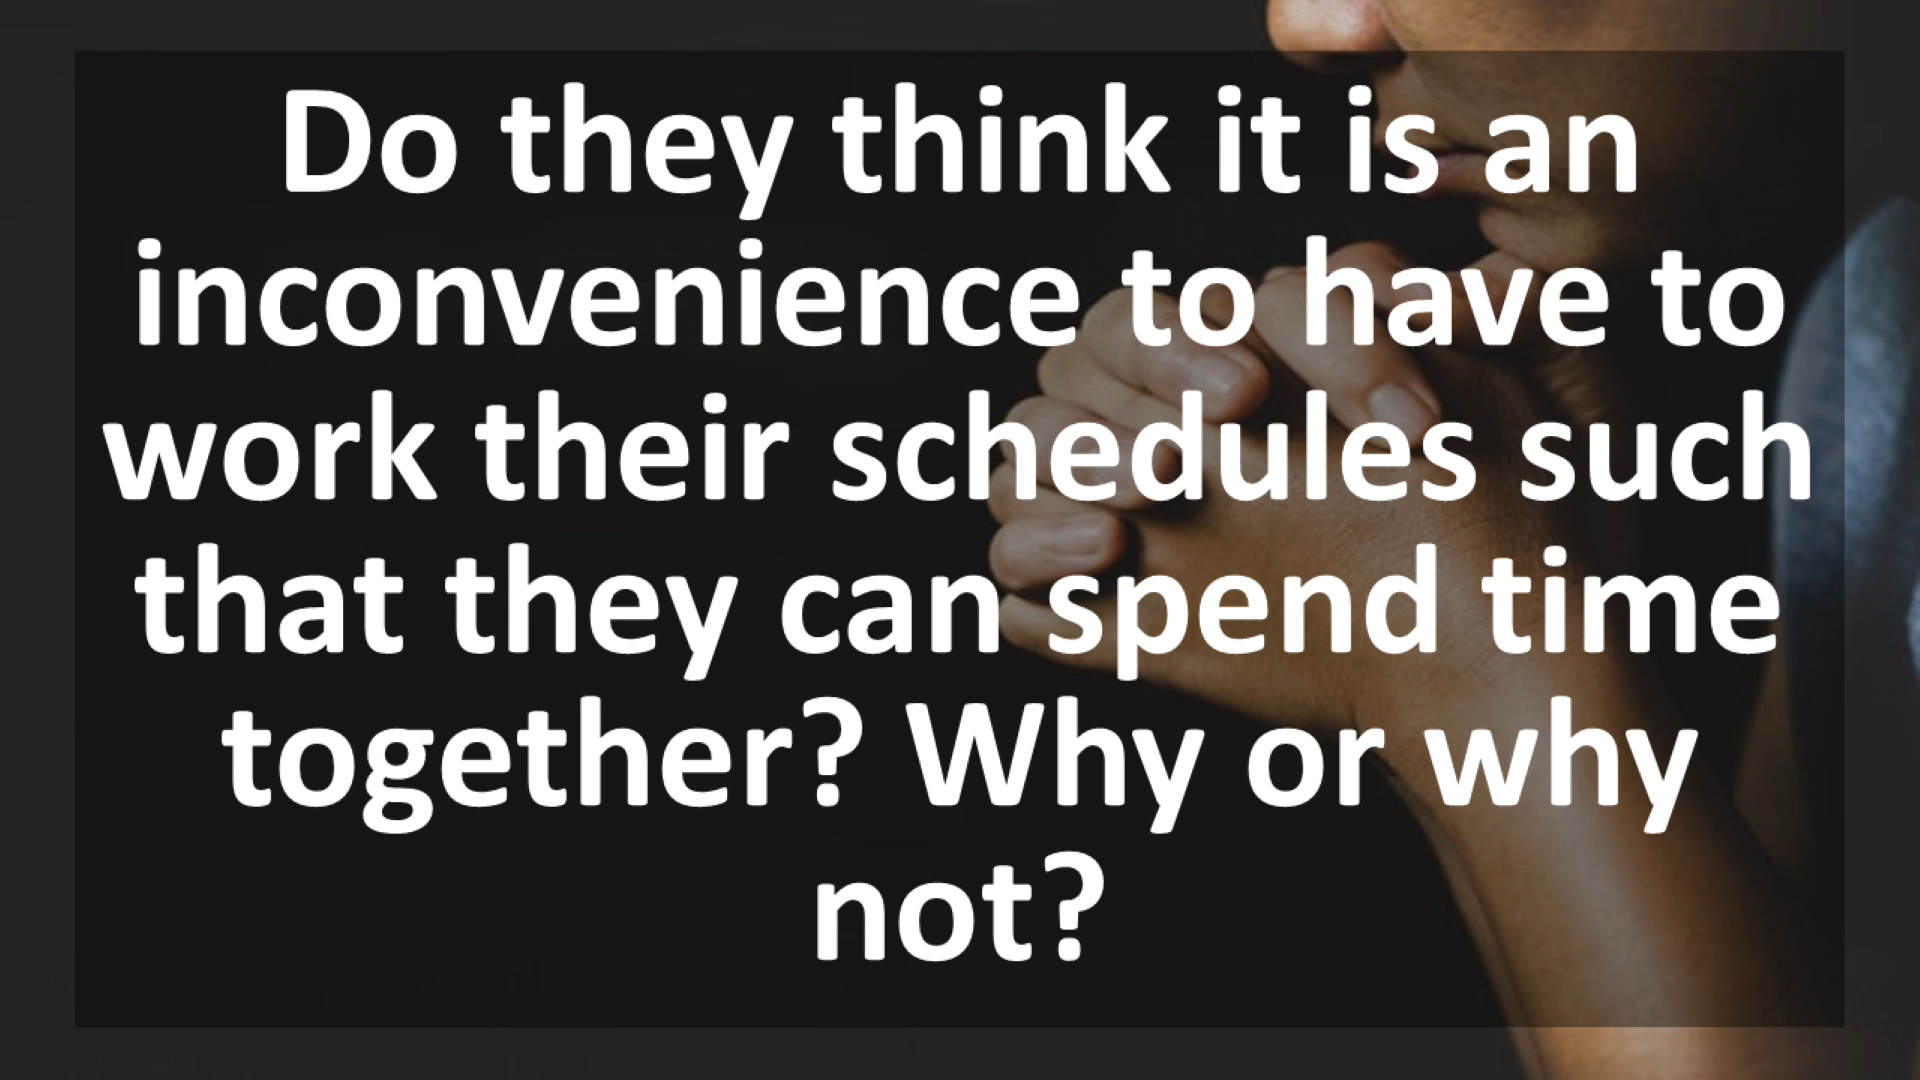 Do they think it is an
inconvenience to have to
work their schedules such
that they can spend time
together? Why or why
not?